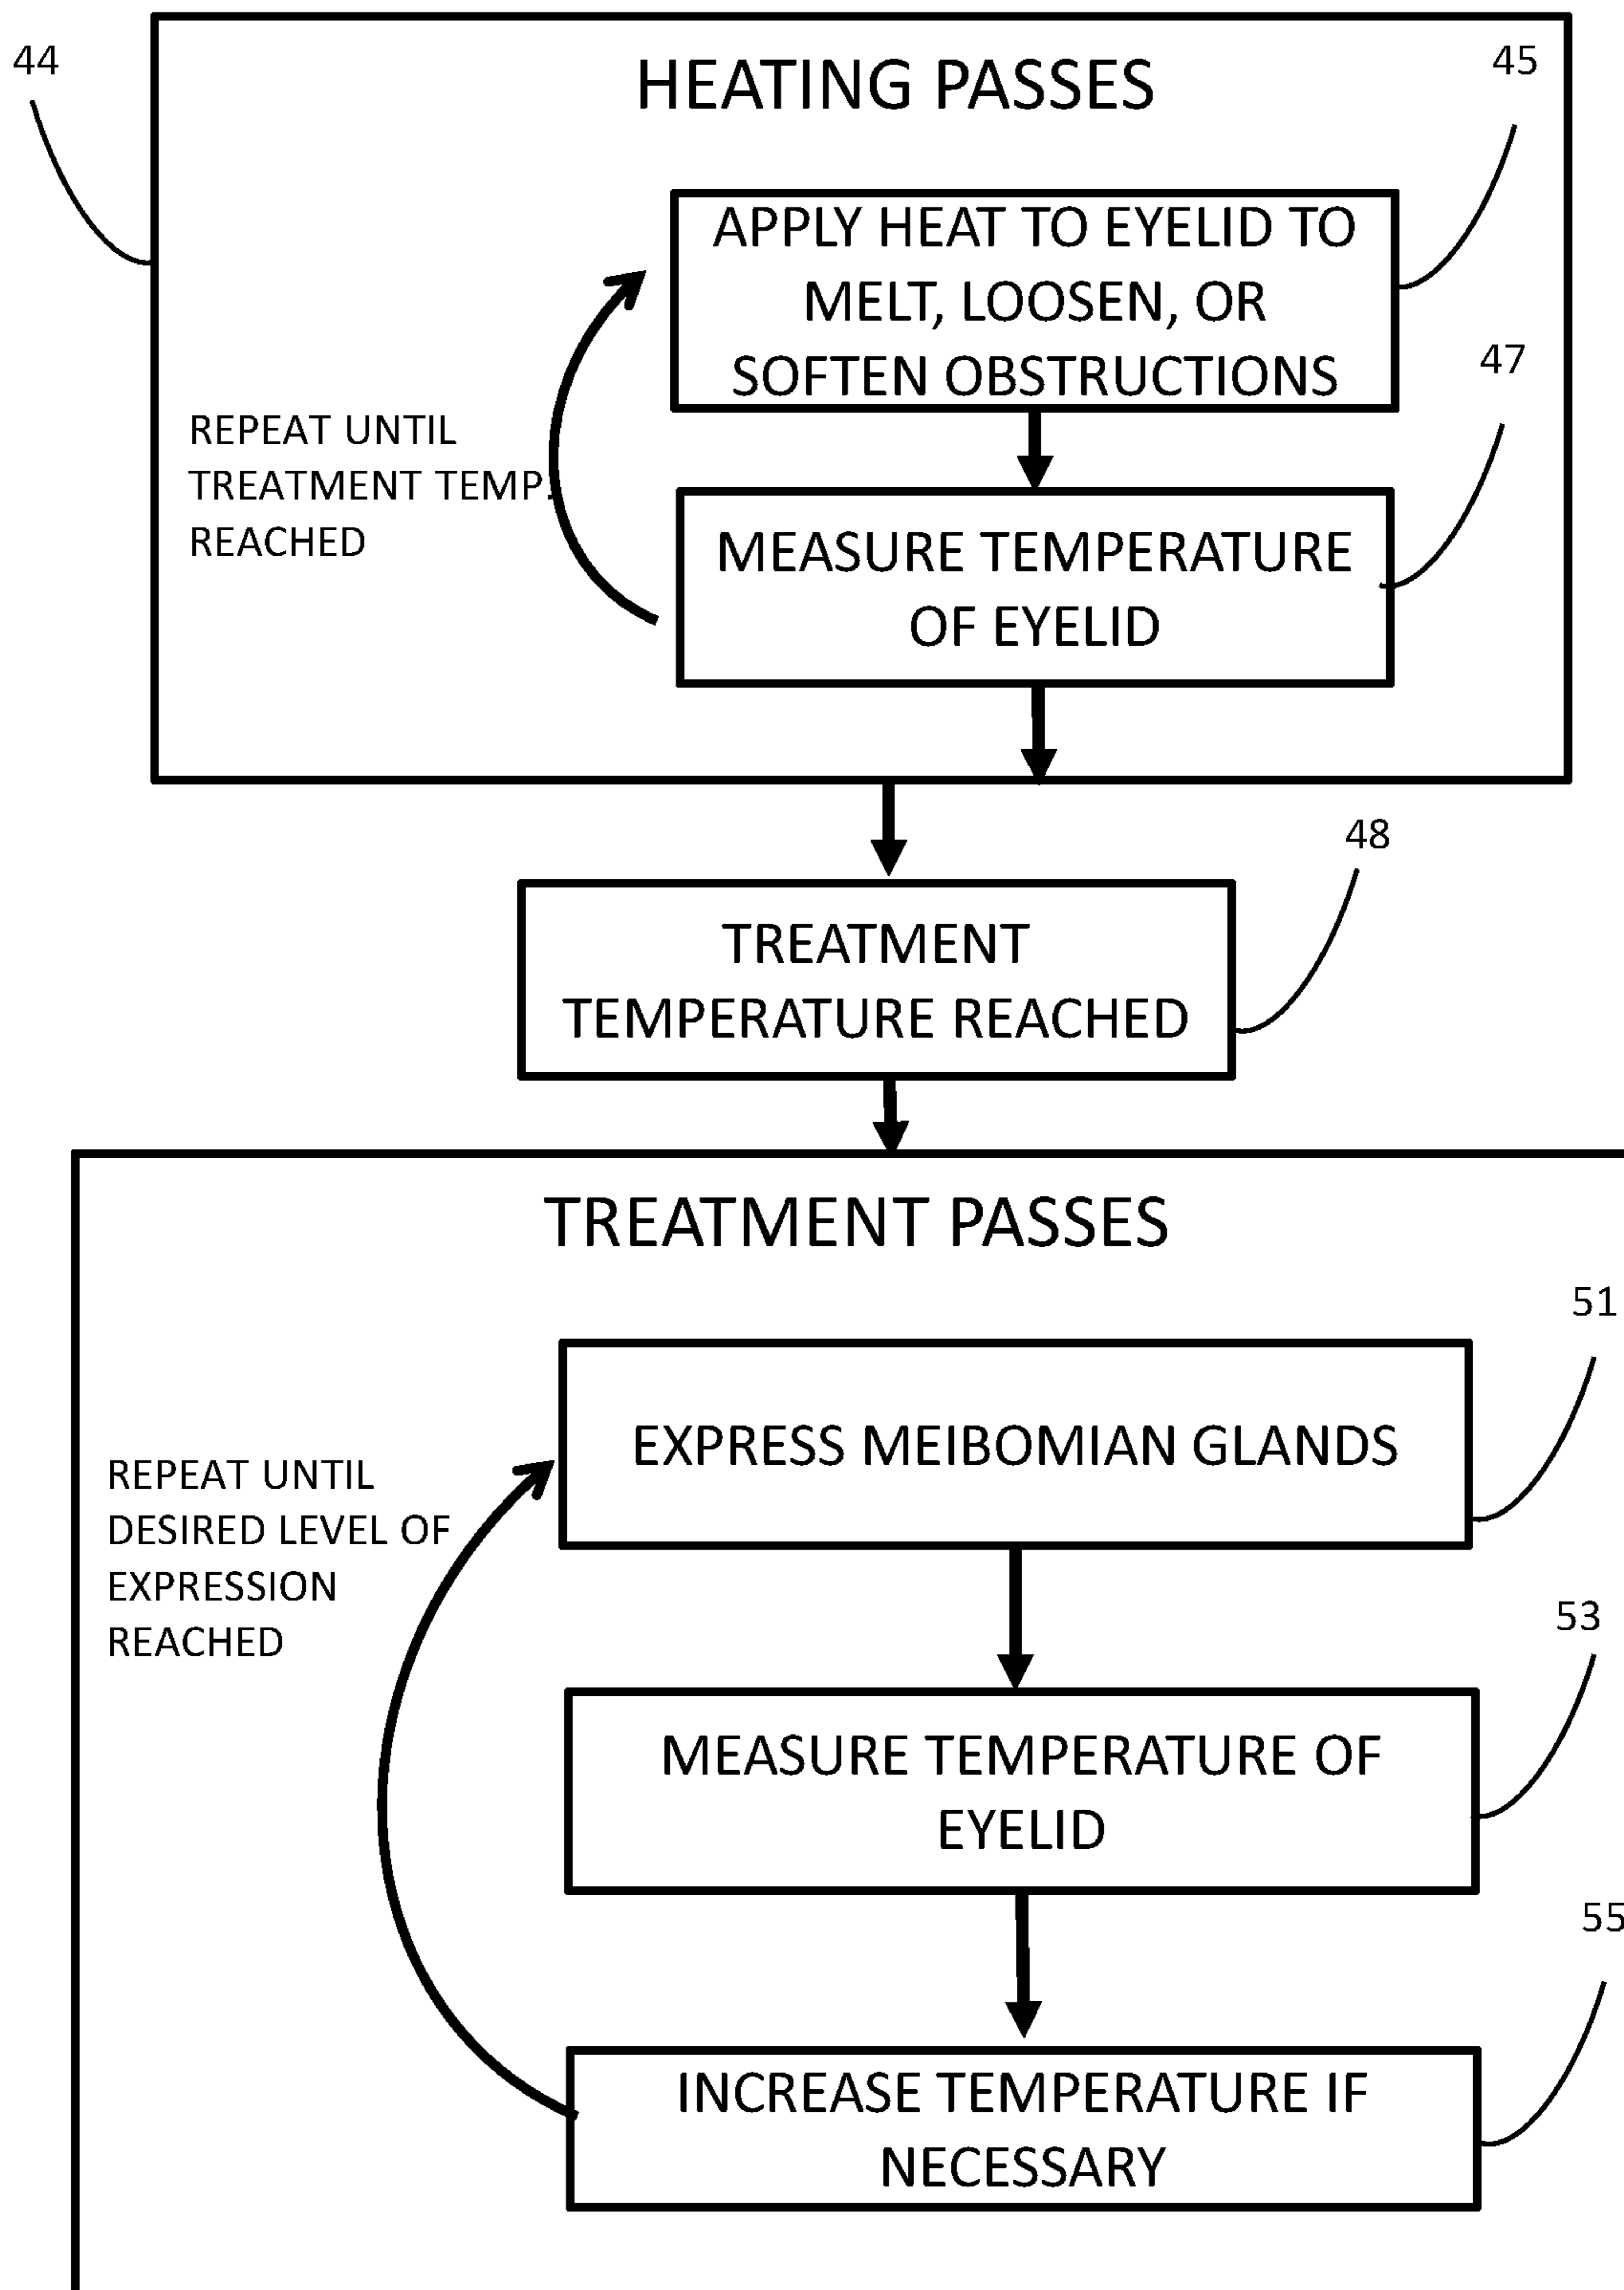 44
HEATING PASSES
45
APPLY HEAT TO EYELID TO
MELT, LOOSEN, OR
SOFTEN OBSTRUCTIONS
47
REPEAT UNTIL
TREATMENT TEMP.
REACHED
MEASURE TEMPERATURE
OF EYELID
48
TREATMENT
TEMPERATURE REACHED
TREATMENT PASSES
51
EXPRESS MEIBOMIAN GLANDS
REPEAT UNTIL
DESIRED LEVEL OF
EXPRESSION
REACHED
53
MEASURE TEMPERATURE OF
EYELID
55
INCREASE TEMPERATURE IF
NECESSARY